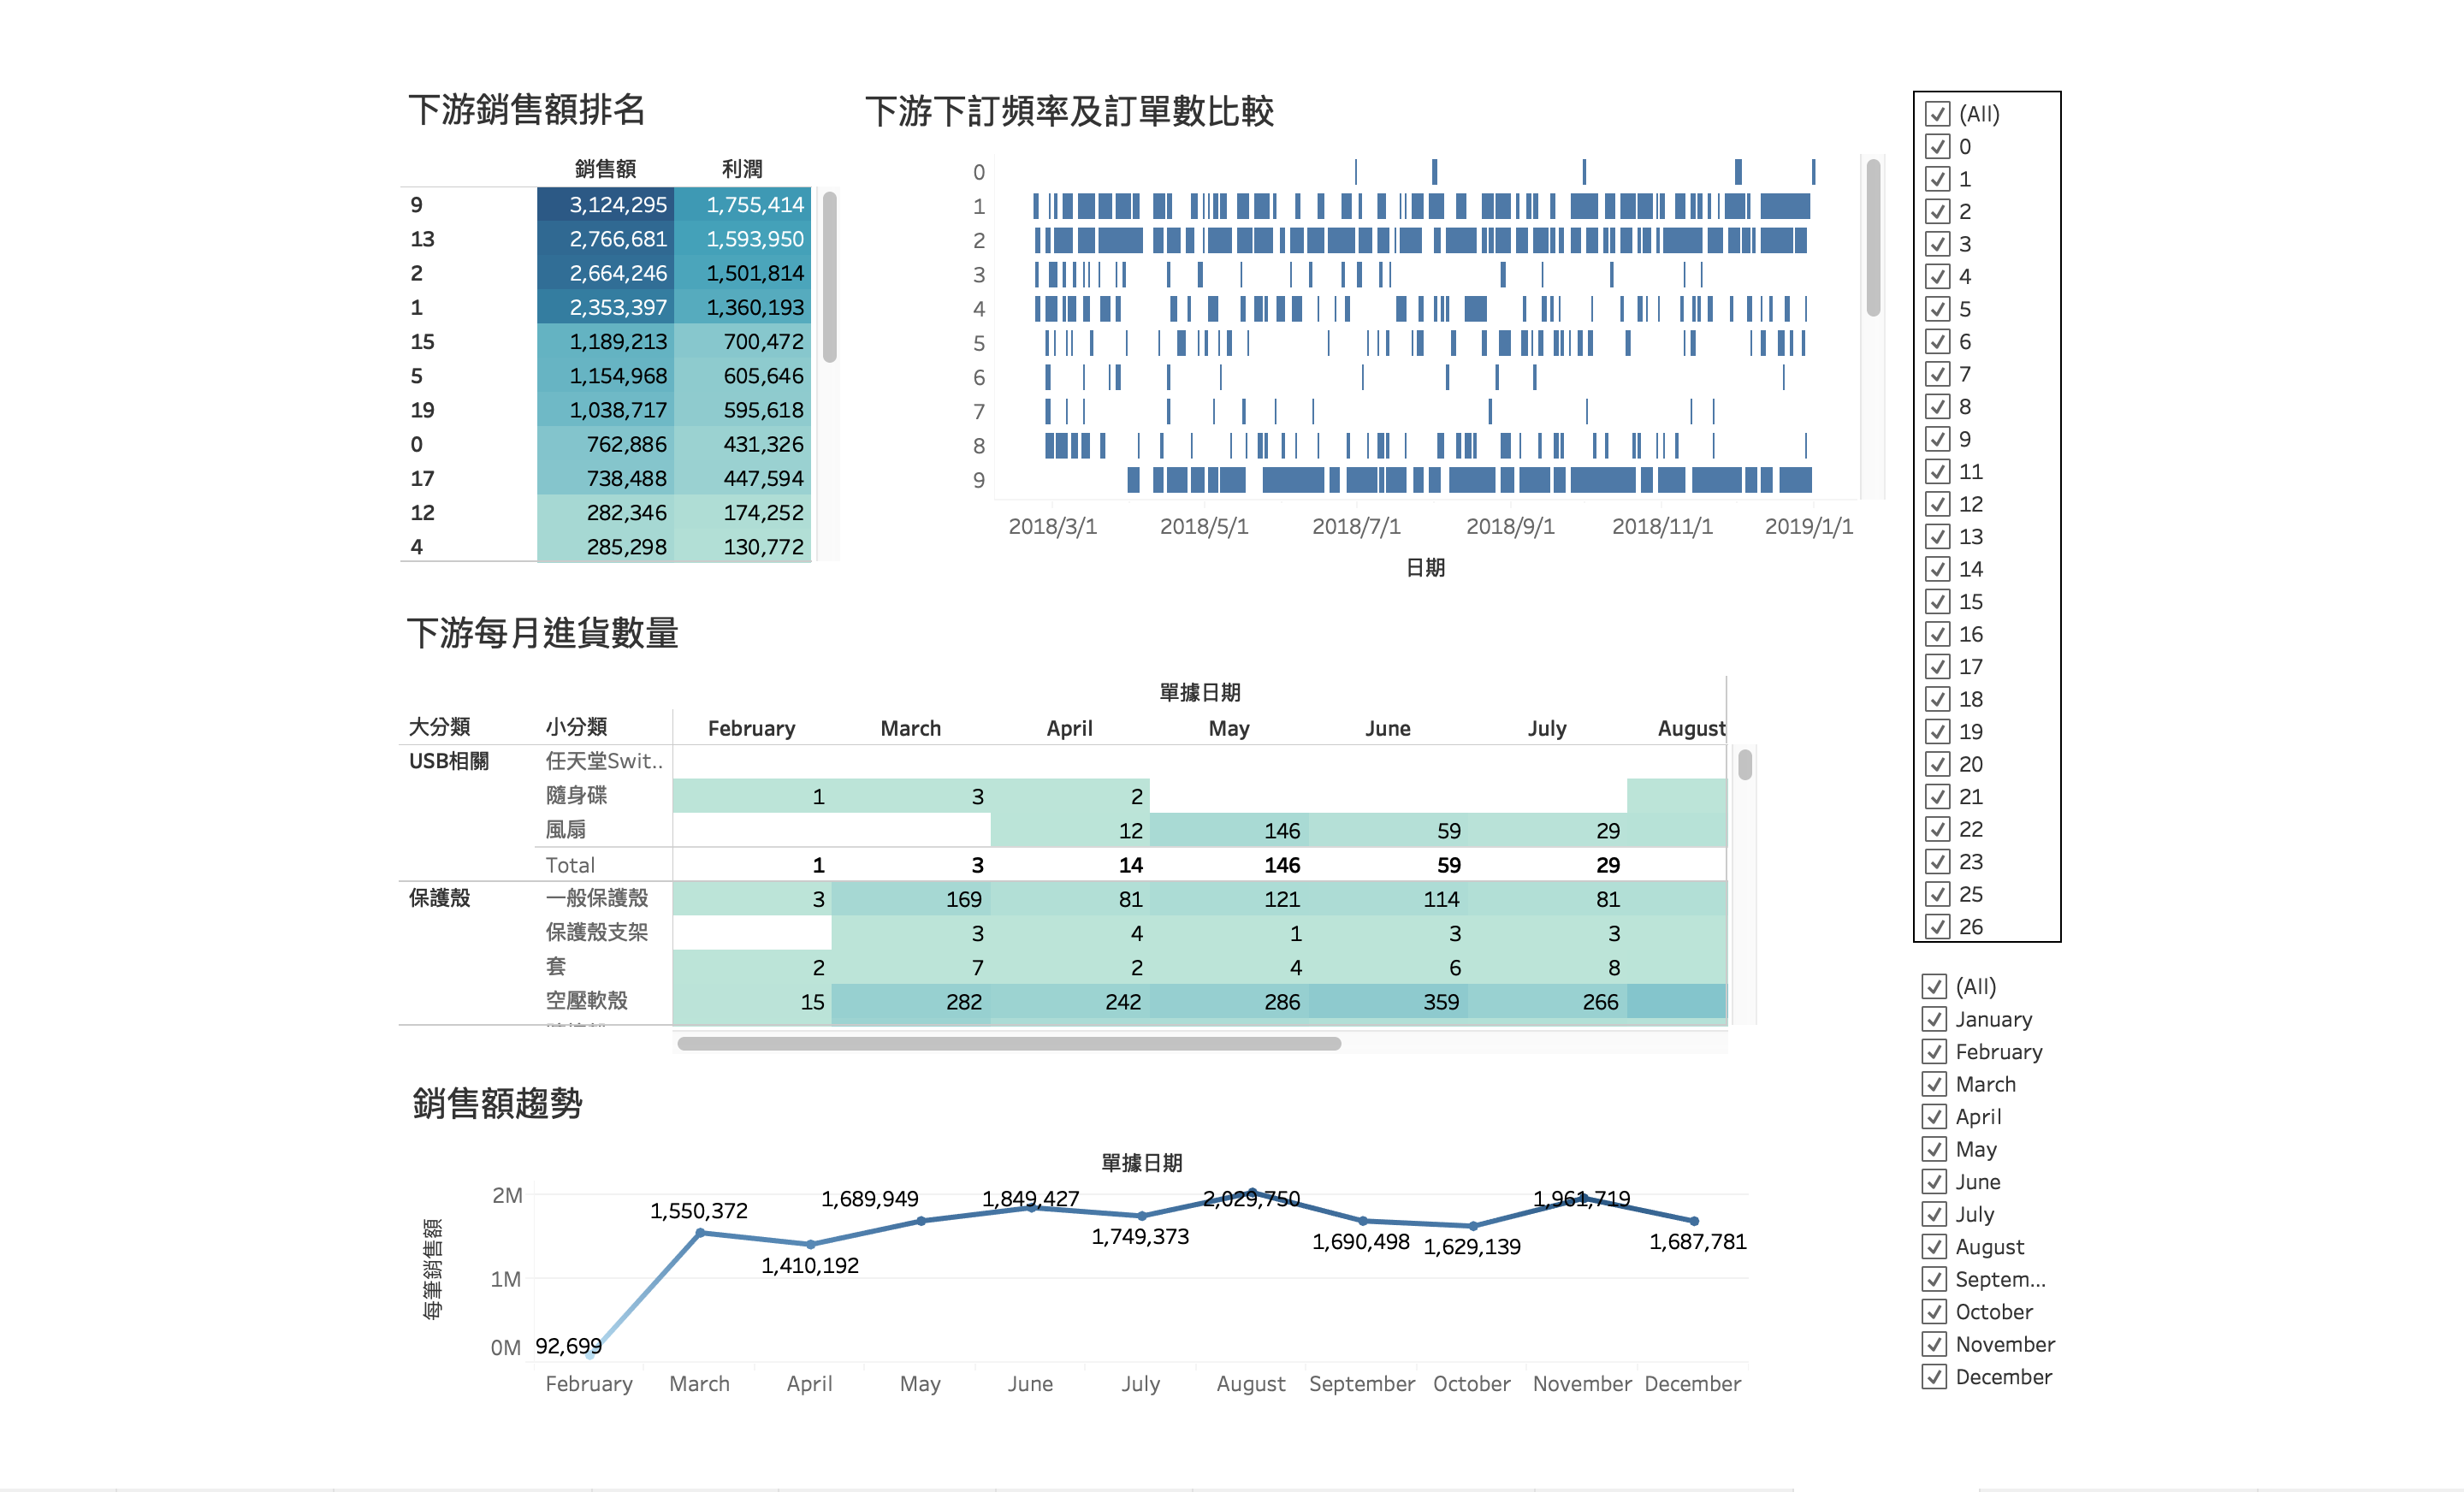 下游銷售額排名
銷售額 利潤
9 3,124,295 1,755,414
13 2,766,681 1,593,950
2 2,664,246 1,501,814
1 2,353,397 1,360,193
15 1,189,213 700,472
5 1,154,968 605,646
19 1,038,717 595,618
0 762,886 431,326
17 738,488 447,594
12 282,346 174,252
4 285,298 130,772
下游下訂頻率及訂單數比較
0
1
2
3
4
5
6
7
8
9
2018/3/1 2018/5/1 2018/7/1 2018/9/1 2018/11/1 2019/1/1
日期
下游每月進貨數量
單據日期
大分類 小分類 February March April May June July August
USB相關 任天堂Swit..
隨身碟 1 3 2
風扇 12 146 59 29
Total 1 3 14 146 59 29
保護殼 一般保護殼 3 169 81 121 114 81
保護殼支架 3 4 1 3 3
套 2 7 2 4 6 8
空壓軟殼 15 282 242 286 359 266
銷售額趨勢
單據日期
每筆銷售額
2M
1M
0M
92,699
1,550,372
1,410,192
1,689,949
1,849,427
1,749,373
2,029,750
1,690,498
1,629,139
1,961,719
1,687,781
February March April May June July August September October November December
(All)
0
1
2
3
4
5
6
7
8
9
11
12
13
14
15
16
17
18
19
20
21
22
23
25
26
(All)
January
February
March
April
May
June
July
August
Septem...
October
November
December